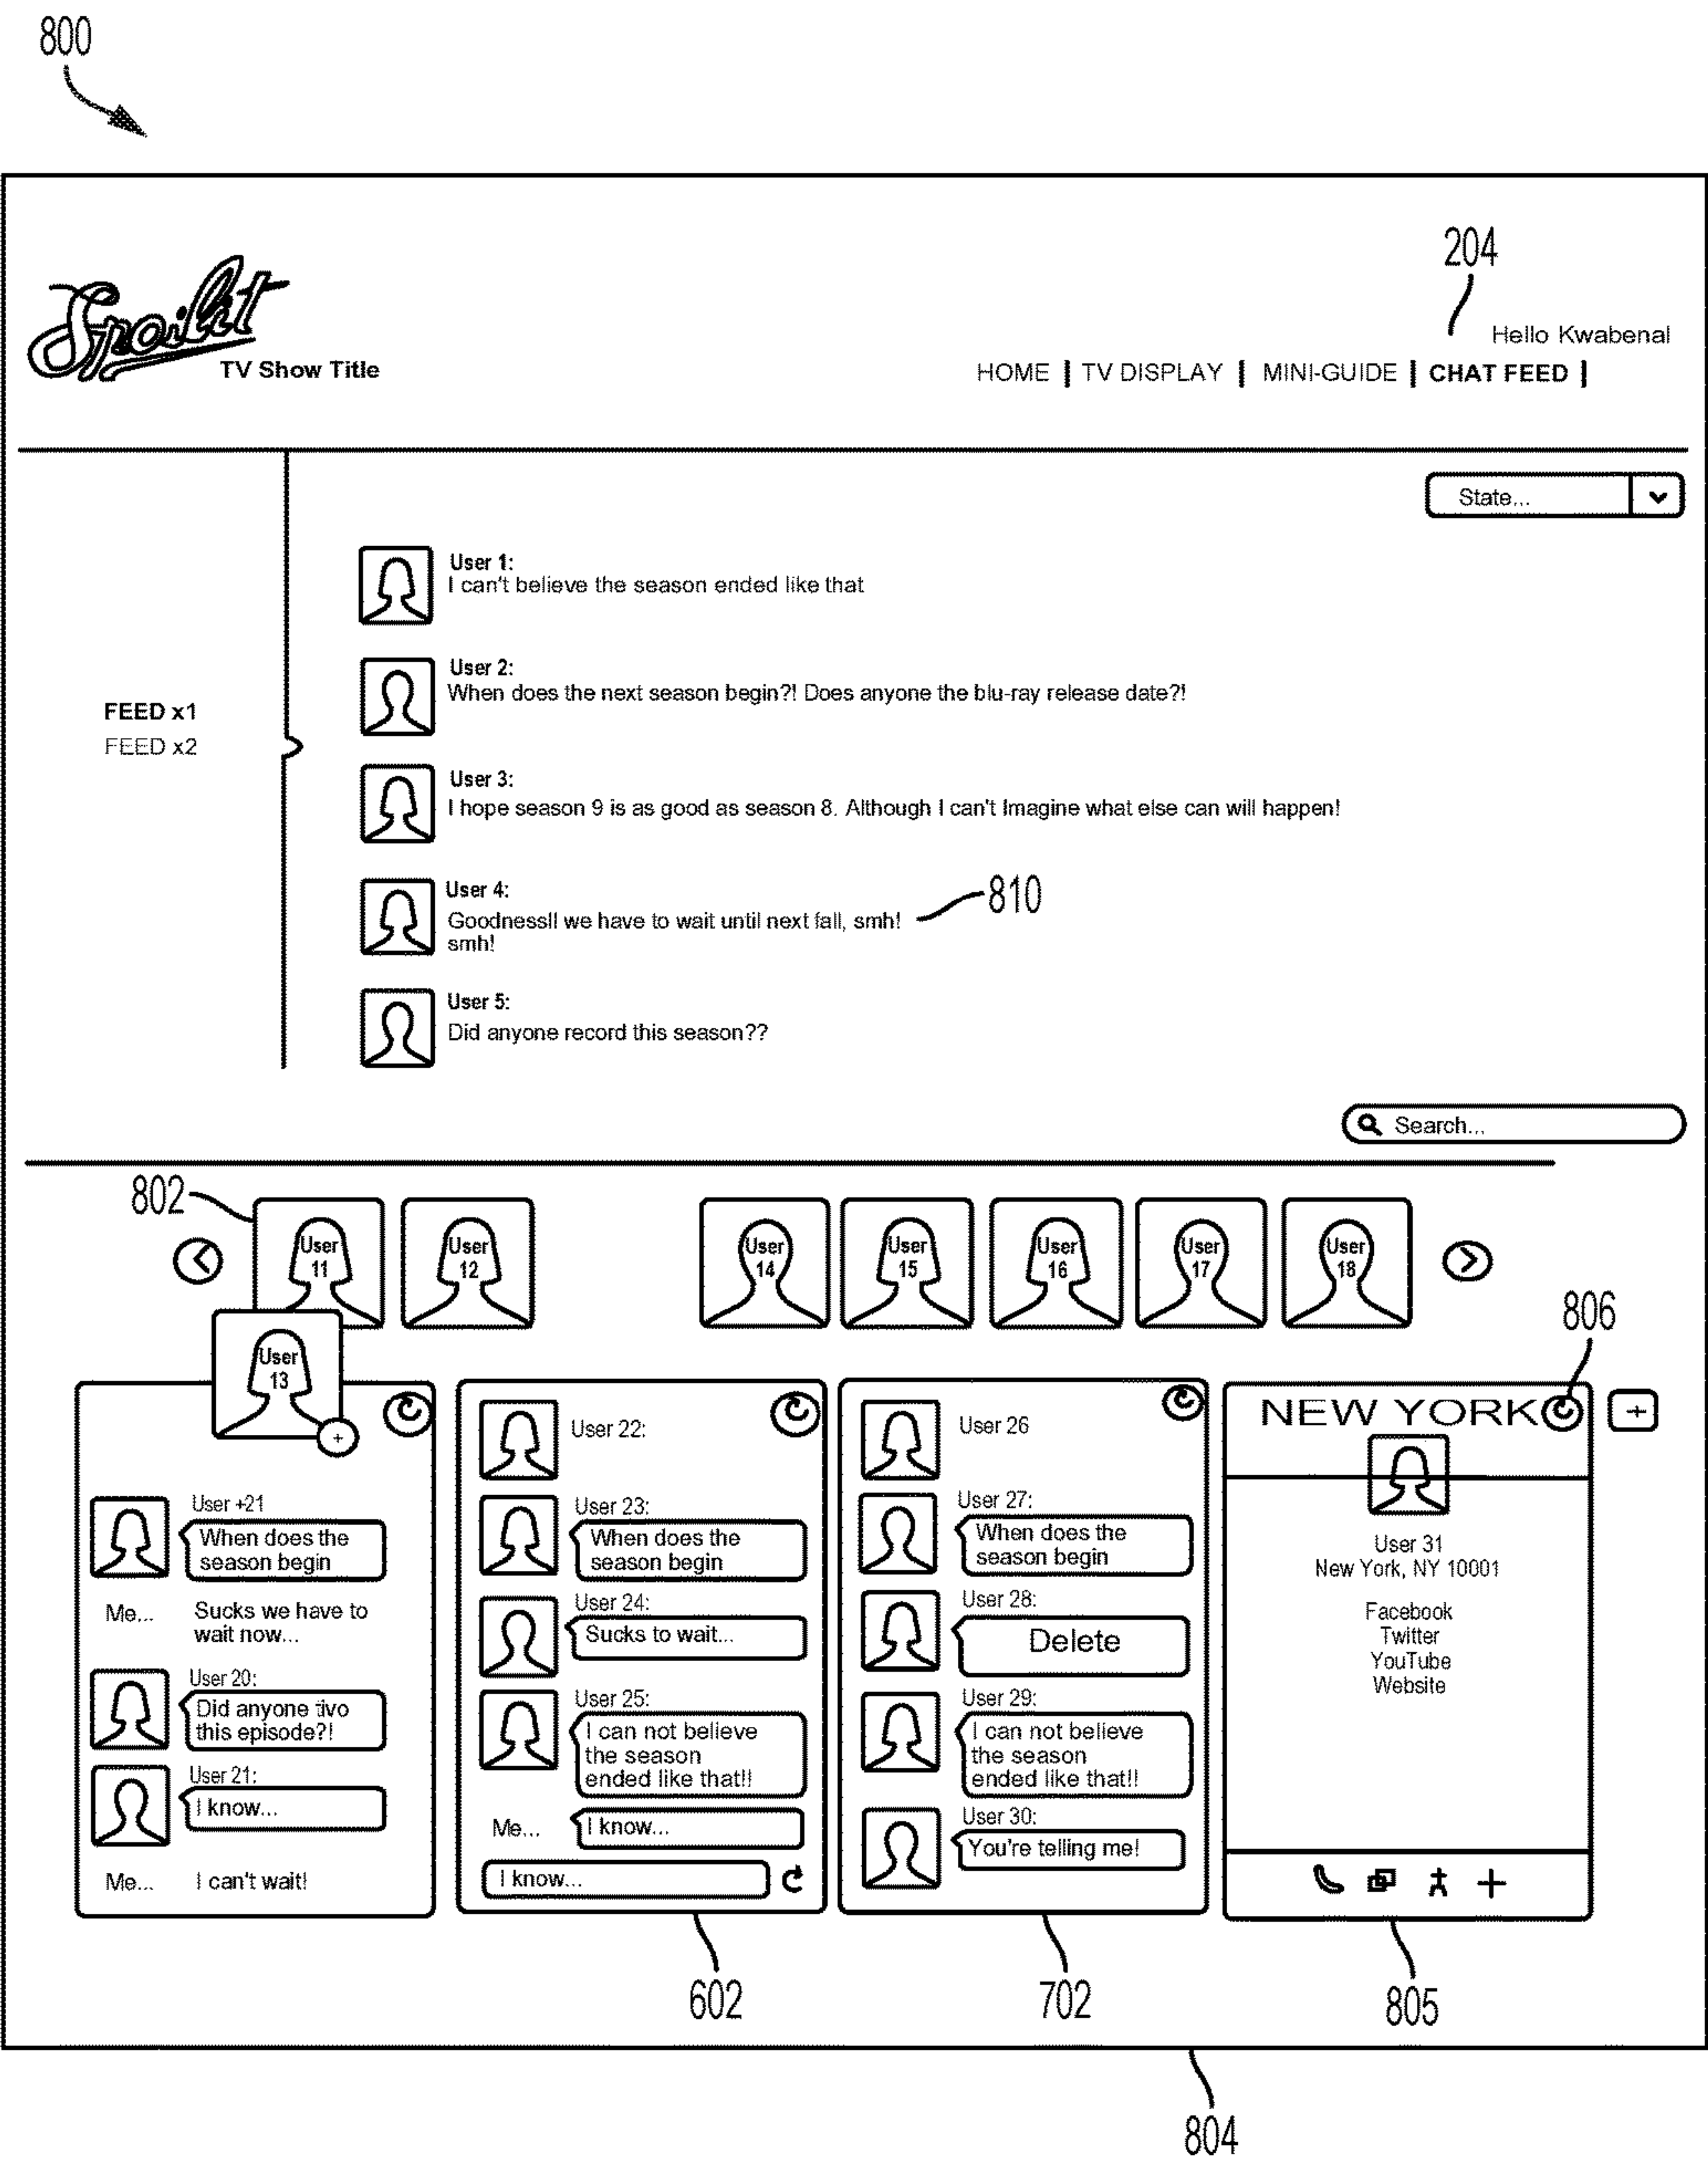 800
204
Spoilit
TV Show Title
Hello Kwabenal
HOME | TV DISPLAY | MINI-GUIDE | CHAT FEED |
State...
FEED x1
FEED x2
User 1:
I can't believe the season ended like that
User 2:
When does the next season begin?! Does anyone the blu-ray release date?!
User 3:
I hope season 9 is as good as season 8. Although I can't Imagine what else can will happen!
User 4:
Goodness!! we have to wait until next fall, smh!
smh!
810
User 5:
Did anyone record this season??
Search...
802
User
11
User
12
User
13
+
User
14
User
15
User
16
User
17
User
18
806
User +21
When does the
season begin
Me...
Sucks we have to
wait now...
User 20:
Did anyone tivo
this episode?!
User 21:
I know...
Me...
I can't wait!
User 22:
User 23:
When does the
season begin
User 24:
Sucks to wait...
User 25:
I can not believe
the season
ended like that!!
Me...
I know...
I know...
602
User 26
User 27:
When does the
season begin
User 28:
Delete
User 29:
I can not believe
the season
ended like that!!
User 30:
You're telling me!
702
NEW YORK
+
User 31
New York, NY 10001
Facebook
Twitter
YouTube
Website
+
805
804